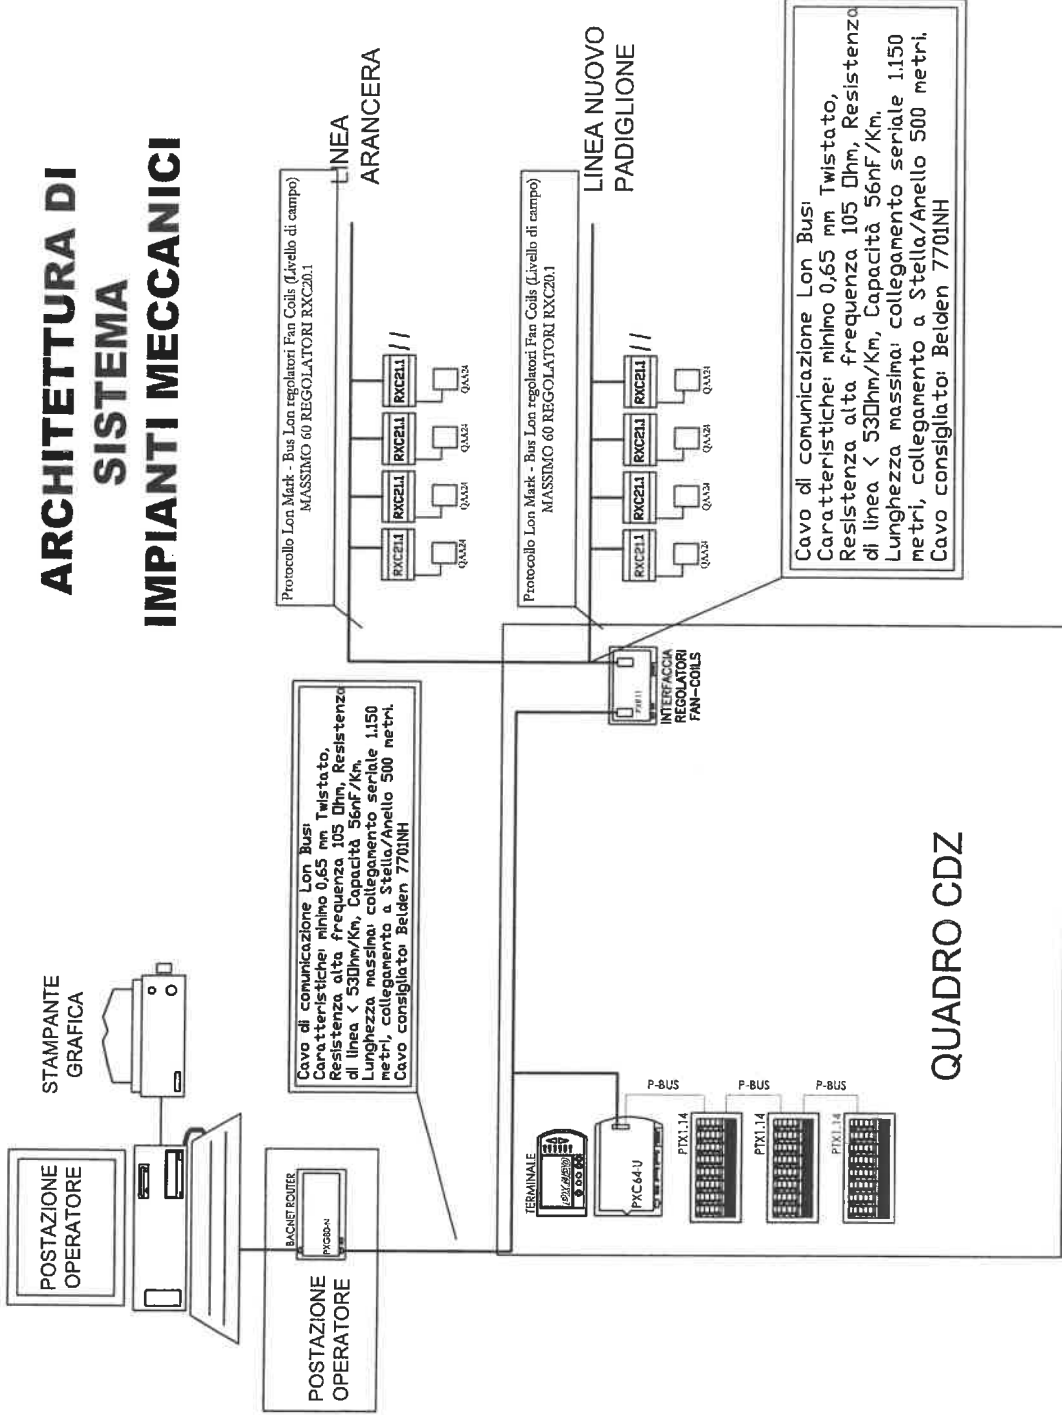 ARCHITETTURA DI
SISTEMA
IMPIANTI MECCANICI
POSTAZIONE
OPERATORE
STAMPANTE
GRAFICA
BACNET ROUTER
PXG80-N
POSTAZIONE
OPERATORE
Cavo di comunicazione Lon Bus:
Caratteristiche: minimo 0,65 mm Twistato,
Resistenza alta frequenza 105 Ohm, Resistenza
di linea < 53Ohm/Km, Capacità 56nF/Km.
Lunghezza massima: collegamento seriale 1.150
metri, collegamento a Stella/Anello 500 metri.
Cavo consigliato: Belden 7701NH
Protocollo Lon Mark - Bus Lon regolatori Fan Coils (Livello di campo)
MASSIMO 60 REGOLATORI RXC20.1
LINEA
ARANCERA
RXC21.1
RXC21.1
RXC21.1
RXC21.1
QAA24
QAA24
QAA24
QAA24
Protocollo Lon Mark - Bus Lon regolatori Fan Coils (Livello di campo)
MASSIMO 60 REGOLATORI RXC20.1
LINEA NUOVO
PADIGLIONE
RXC21.1
RXC21.1
RXC21.1
RXC21.1
QAA24
QAA24
QAA24
QAA24
INTERFACCIA
REGOLATORI
FAN-COILS
Cavo di comunicazione Lon Bus:
Caratteristiche: minimo 0,65 mm Twistato,
Resistenza alta frequenza 105 Ohm, Resistenza
di linea < 53Ohm/Km, Capacità 56nF/Km.
Lunghezza massima: collegamento seriale 1.150
metri, collegamento a Stella/Anello 500 metri.
Cavo consigliato: Belden 7701NH
TERMINALE
PXC64-U
P-BUS
PTX1.14
P-BUS
PTX1.14
P-BUS
PTX1.14
QUADRO CDZ